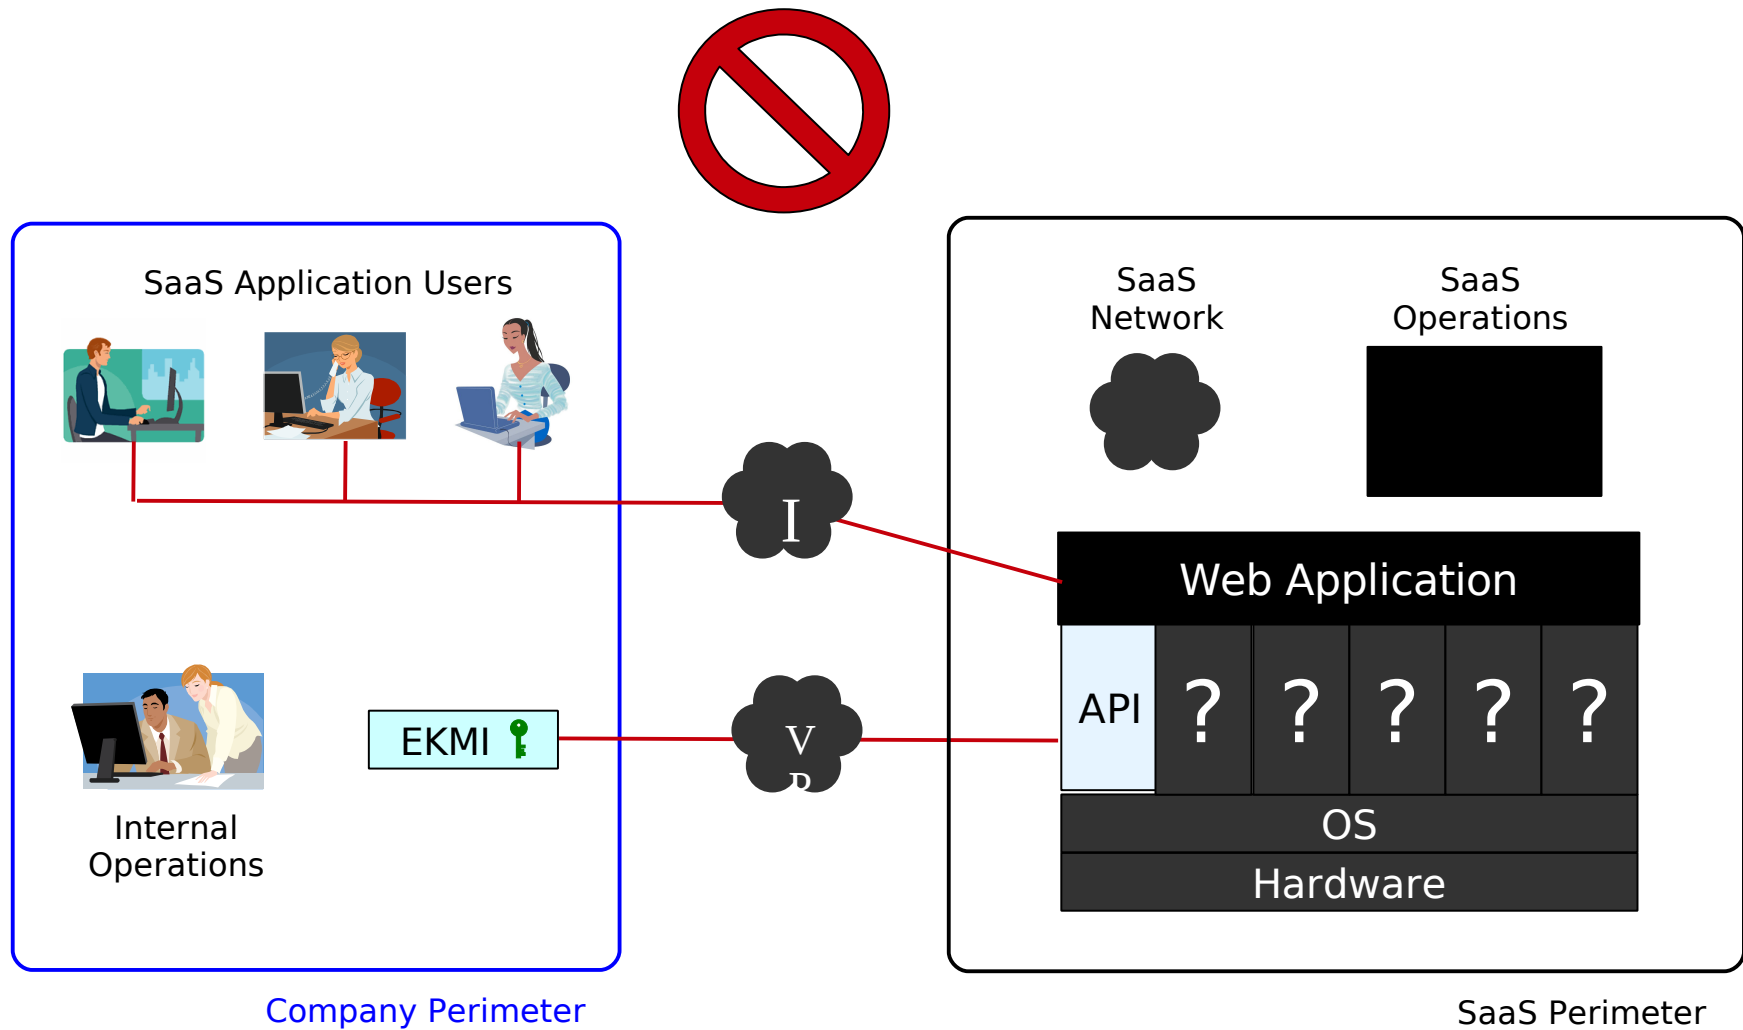 SaaS Application Users
SaaS
Network
SaaS
Operations
I
Web Application
API
?
?
?
?
?
EKMI
V
OS
Hardware
Internal
Operations
Company Perimeter
SaaS Perimeter